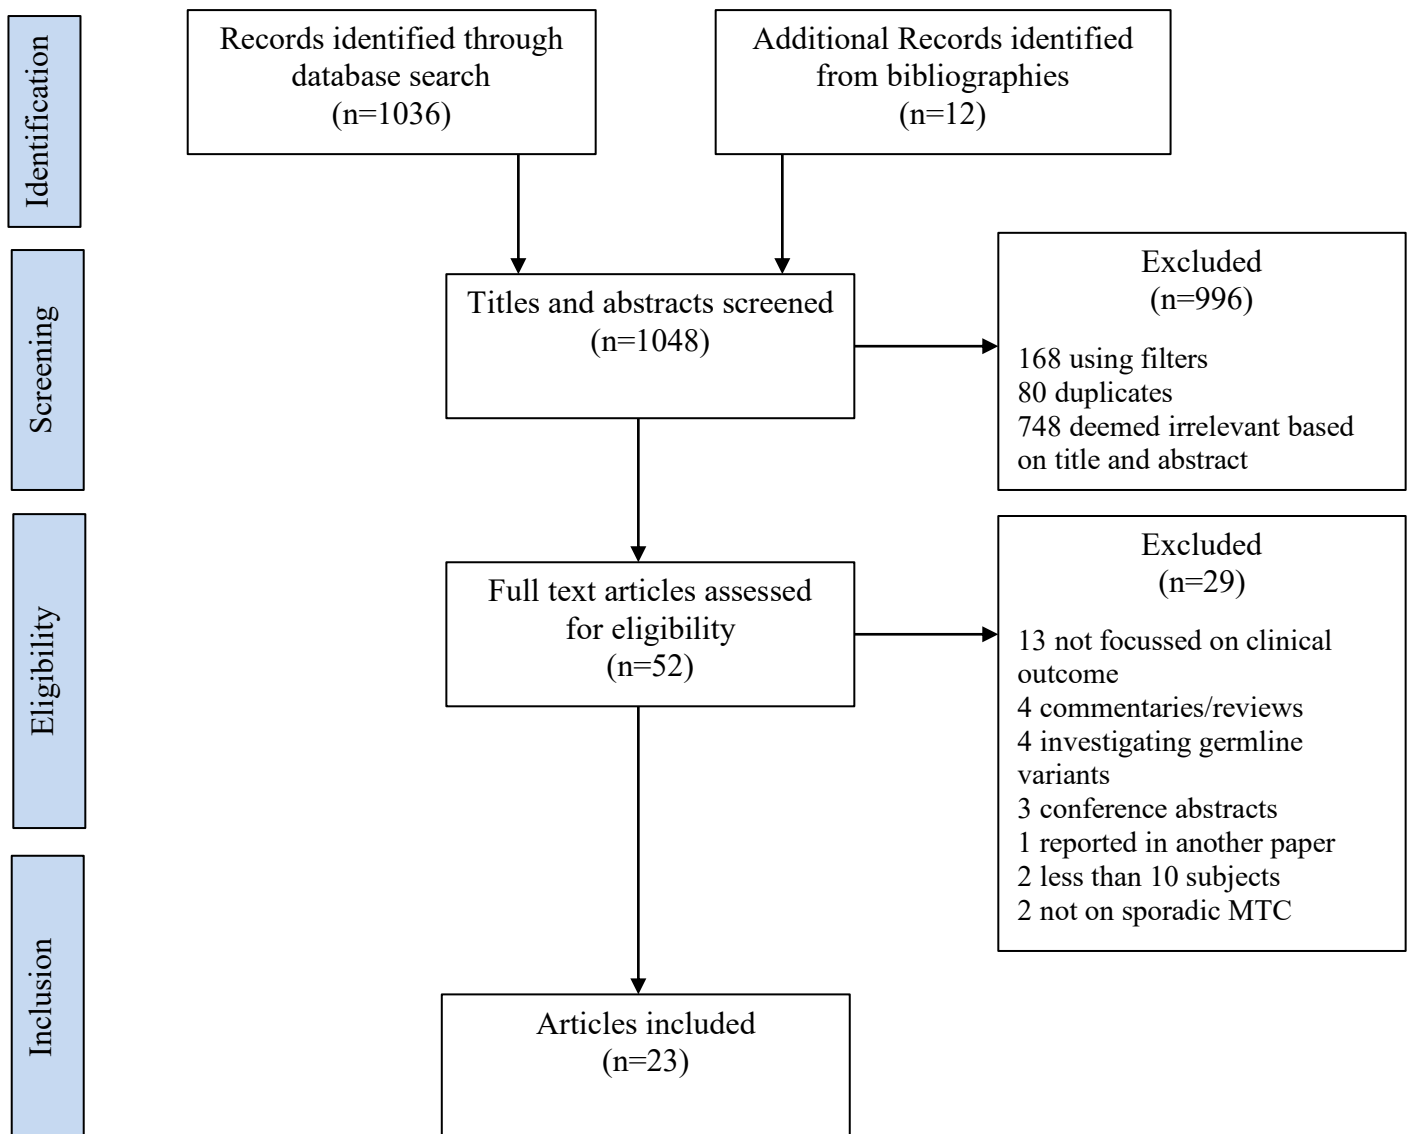 Identification
Records identified through
database search
(n=1036)
Additional Records identified
from bibliographies
(n=12)
Screening
Titles and abstracts screened
(n=1048)
Excluded
(n=996)
168 using filters
80 duplicates
748 deemed irrelevant based
on title and abstract
Eligibility
Full text articles assessed
for eligibility
(n=52)
Excluded
(n=29)
13 not focussed on clinical
outcome
4 commentaries/reviews
4 investigating germline
variants
3 conference abstracts
1 reported in another paper
2 less than 10 subjects
2 not on sporadic MTC
Inclusion
Articles included
(n=23)